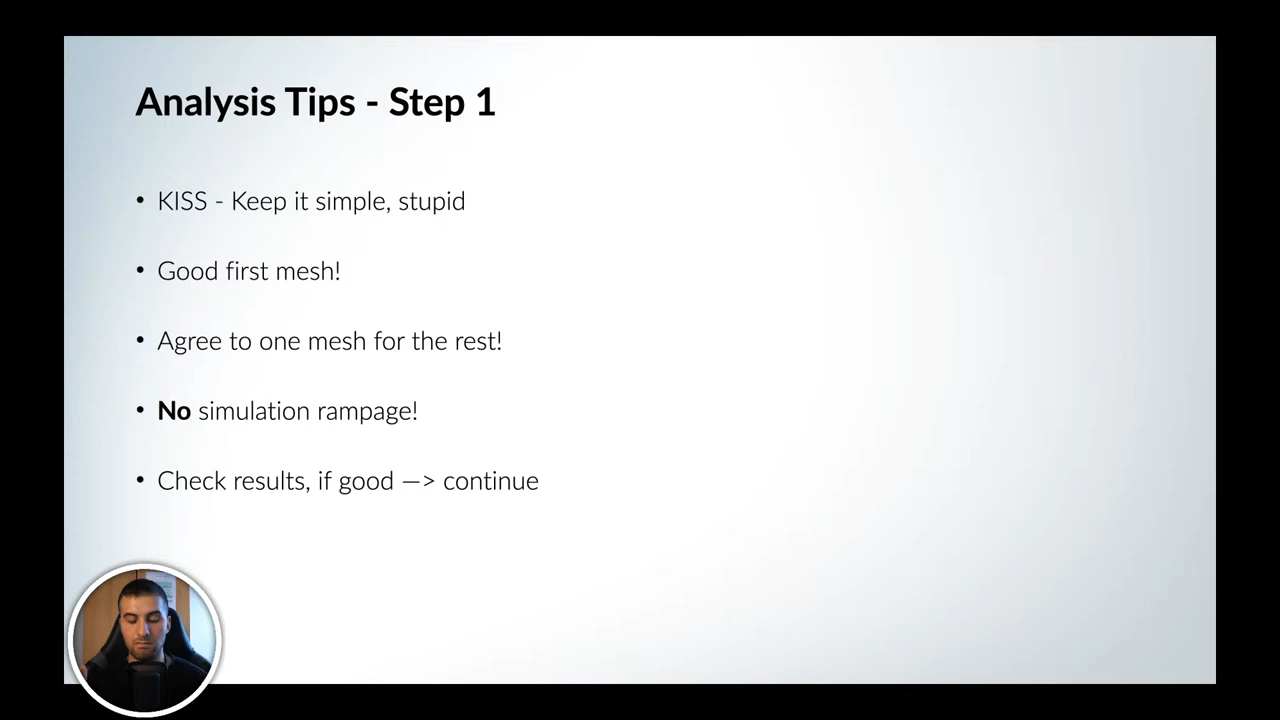 Analysis Tips - Step 1
• KISS - Keep it simple, stupid
• Good first mesh!
• Agree to one mesh for the rest!
• No simulation rampage!
• Check results, if good —> continue